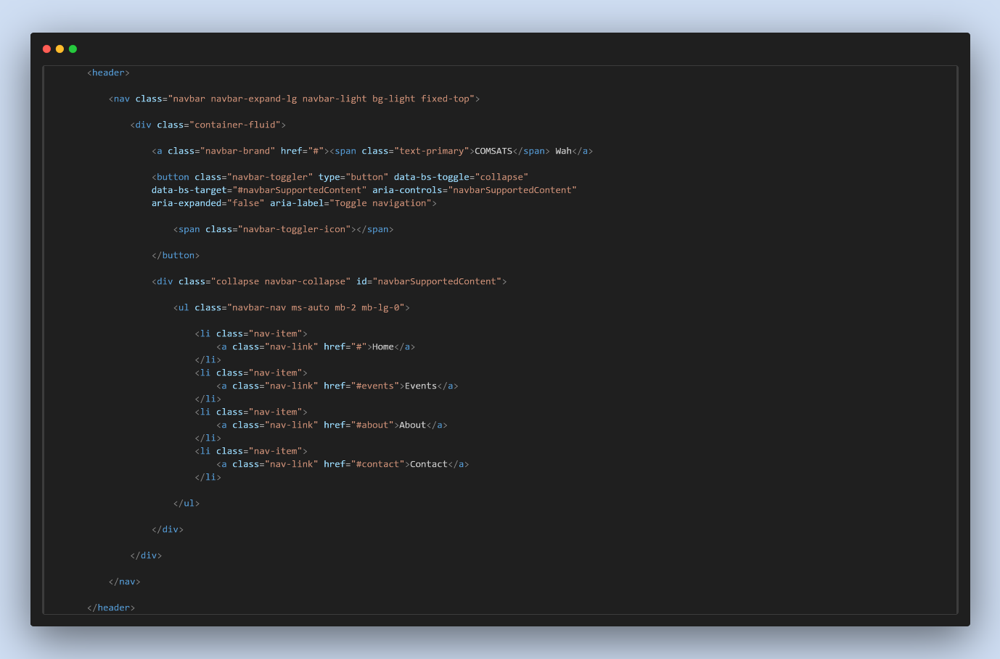 <header>
<nav class="navbar navbar-expand-lg navbar-light bg-light fixed-top">
<div class="container-fluid">
<a class="navbar-brand" href="#"><span class="text-primary">COMSATS</span> Wah</a>
<button class="navbar-toggler" type="button" data-bs-toggle="collapse"
data-bs-target="#navbarSupportedContent" aria-controls="navbarSupportedContent"
aria-expanded="false" aria-label="Toggle navigation">
<span class="navbar-toggler-icon"></span>
</button>
<div class="collapse navbar-collapse" id="navbarSupportedContent">
<ul class="navbar-nav ms-auto mb-2 mb-lg-0">
<li class="nav-item">
<a class="nav-link" href="#">Home</a>
</li>
<li class="nav-item">
<a class="nav-link" href="#events">Events</a>
</li>
<li class="nav-item">
<a class="nav-link" href="#about">About</a>
</li>
<li class="nav-item">
<a class="nav-link" href="#contact">Contact</a>
</li>
</ul>
</div>
</div>
</nav>
</header>